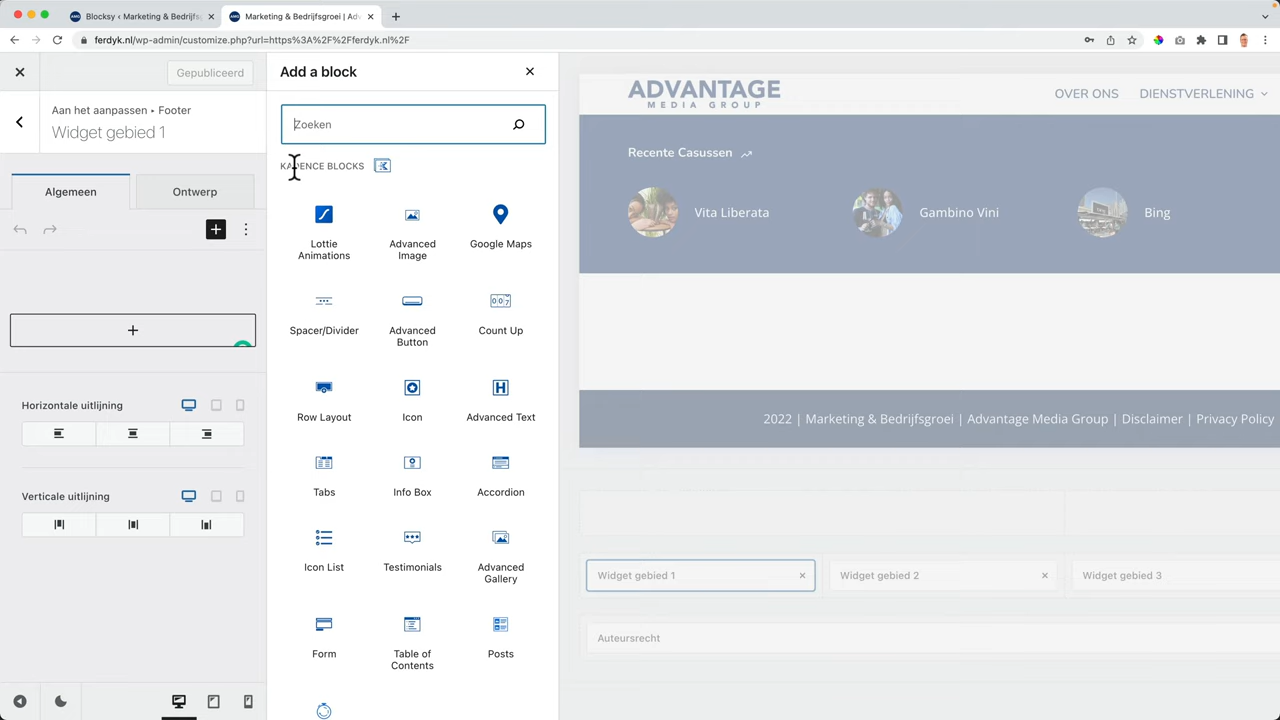 Blocksy ‹ Marketing & Bedrijfsg
Marketing & Bedrijfsgroei | Adv
ferdyk.nl/wp-admin/customize.php?url=https%3A%2F%2Fferdyk.nl%2F
Gepubliceerd
Aan het aanpassen • Footer
Widget gebied 1
Algemeen
Ontwerp
Horizontale uitlijning
Verticale uitlijning
Add a block
Zoeken
KADENCE BLOCKS
Lottie
Animations
Advanced
Image
Google Maps
Spacer/Divider
Advanced
Button
Count Up
Row Layout
Icon
Advanced Text
Tabs
Info Box
Accordion
Icon List
Testimonials
Advanced
Gallery
Form
Table of
Contents
Posts
ADVANTAGE
MEDIA GROUP
OVER ONS
DIENSTVERLENING
Recente Casussen
Vita Liberata
Gambino Vini
Bing
2022 | Marketing & Bedrijfsgroei | Advantage Media Group | Disclaimer | Privacy Policy
Widget gebied 1
Widget gebied 2
Widget gebied 3
Auteursrecht